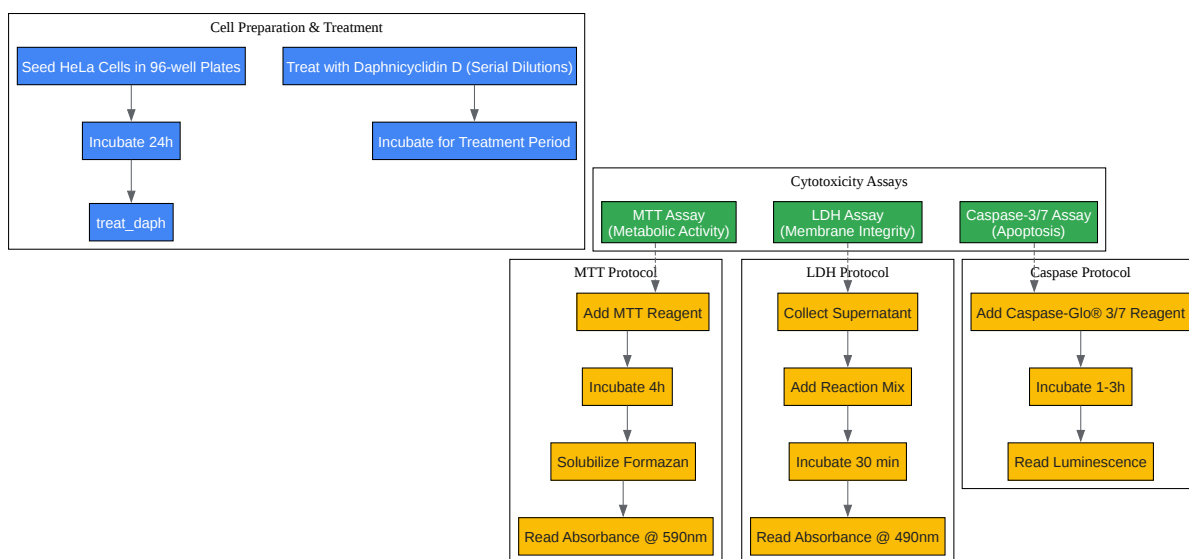 Cell Preparation & Treatment
Seed HeLa Cells in 96-well Plates
Incubate 24h
treat_daph
Treat with Daphnicyclidin D (Serial Dilutions)
Incubate for Treatment Period
Cytotoxicity Assays
MTT Assay
(Metabolic Activity)
LDH Assay
(Membrane Integrity)
Caspase-3/7 Assay
(Apoptosis)
MTT Protocol
Add MTT Reagent
Incubate 4h
Solubilize Formazan
Read Absorbance @ 590nm
LDH Protocol
Collect Supernatant
Add Reaction Mix
Incubate 30 min
Read Absorbance @ 490nm
Caspase Protocol
Add Caspase-Glo® 3/7 Reagent
Incubate 1-3h
Read Luminescence